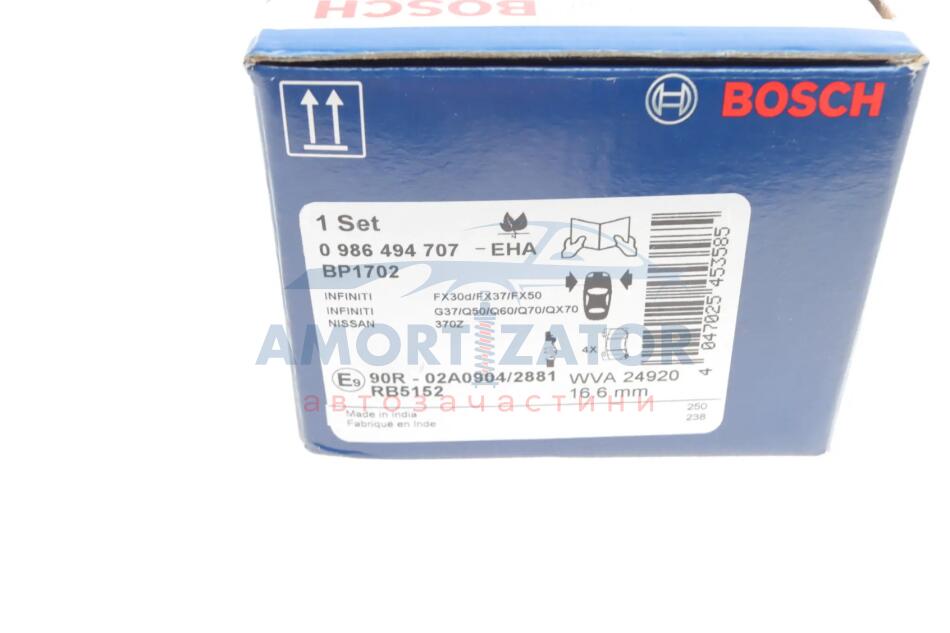 BOSCH
BOSCH
1 Set
0 986 494 707 -EHA
BP1702
INFINITI FX30d/FX37/FX50
INFINITI G37/Q50/Q60/Q70/QX70
NISSAN 370Z
4X
4 047025 453585
AMORTIZATOR
E9 90R - 02A0904/2881 WVA 24920
RB5152 16,6 mm
автозачастини
250
238
Made in India
Fabriqué en Inde